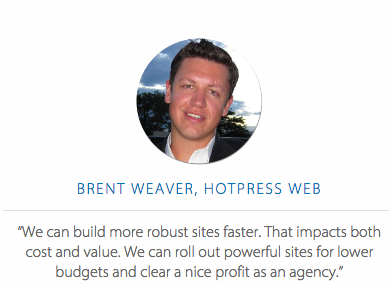 BRENT WEAVER, HOTPRESS WEB
“We can build more robust sites faster. That impacts both
cost and value. We can roll out powerful sites for lower
budgets and clear a nice profit as an agency.”